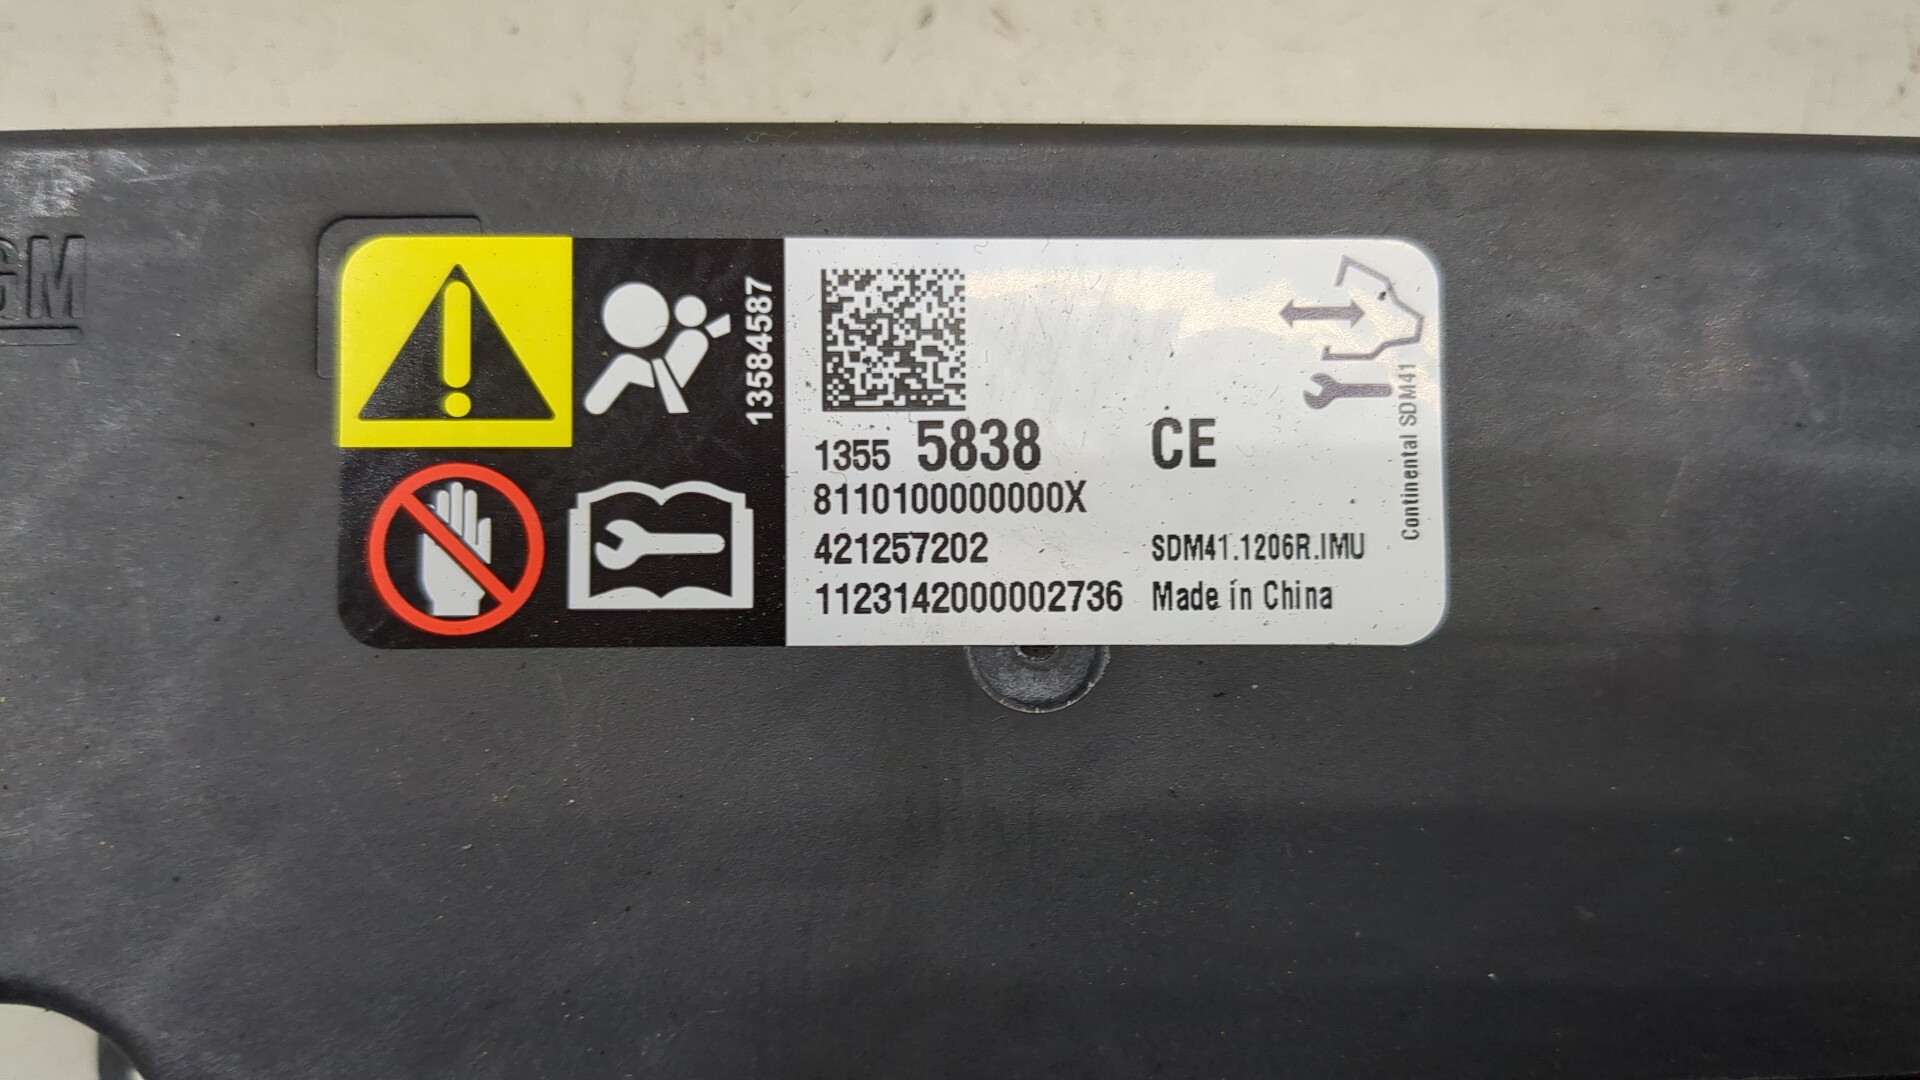 GM
13584587
1355 5838 CE
8110100000000X
421257202 SDM41.1206R.IMU
1123142000002736 Made in China
Continental SDM41